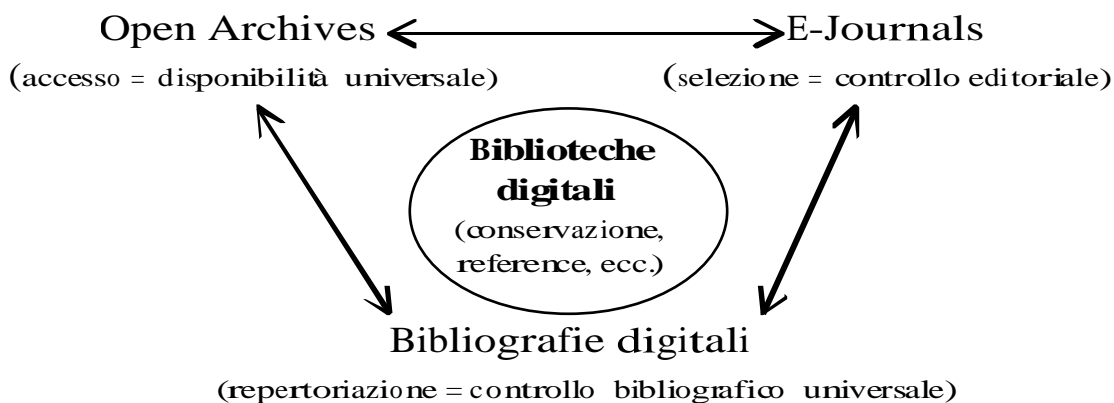 Open Archives
E-Journals
(accesso = disponibilità universale)
(selezione = controllo editoriale)
Biblioteche
digitali
(conservazione,
reference, ecc.)
Bibliografie digitali
(repertoriazione = controllo bibliografico universale)